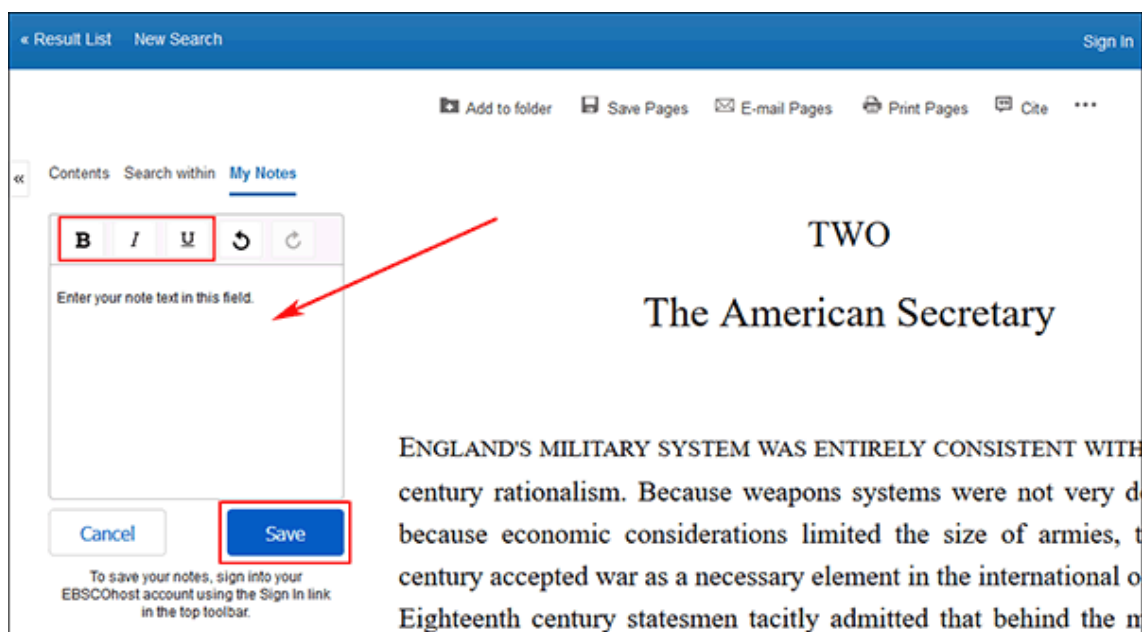 « Result List New Search Sign In
Add to folder Save Pages E-mail Pages Print Pages Cite •••
« Contents Search within My Notes
B I U
Enter your note text in this field.
Cancel Save
To save your notes, sign into your
EBSCOhost account using the Sign In link
in the top toolbar.
TWO
The American Secretary
ENGLAND'S MILITARY SYSTEM WAS ENTIRELY CONSISTENT WITH
century rationalism. Because weapons systems were not very
because economic considerations limited the size of armies,
century accepted war as a necessary element in the international
Eighteenth century statesmen tacitly admitted that behind the